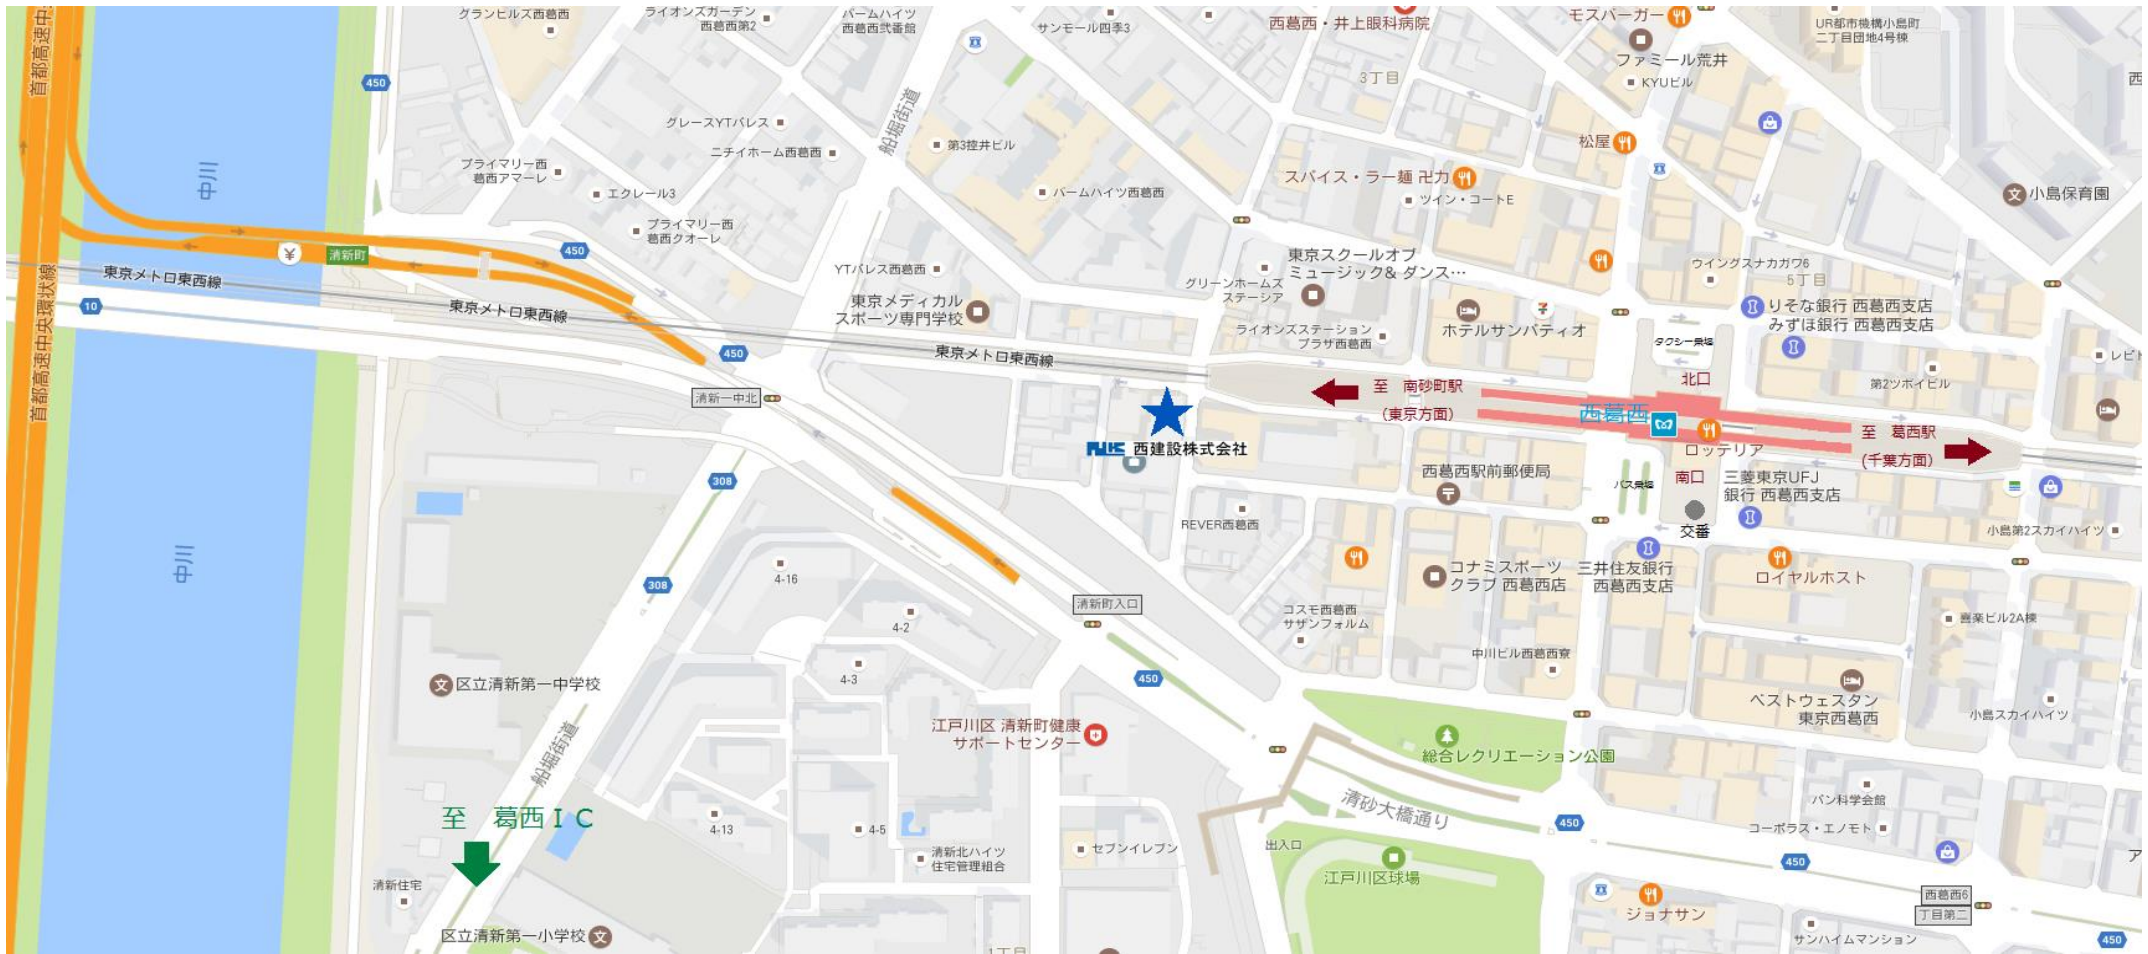 グランヒルズ西葛西
ライオンズガーデン
西葛西第2
パームハイツ
西葛西弐番館
サンモール四季3
西葛西・井上眼科病院
モスバーガー
UR都市機構小島町
二丁目団地4号棟
首都高速中
450
3丁目
ファミール荒井
KYUビル
西
グレースYTパレス
船堀街道
第3控井ビル
ニチイホーム西葛西
松屋
プライマリー西
葛西アマーレ
中川
エクレール3
パームハイツ西葛西
スパイス・ラー麺 卍力
ツイン・コートE
小島保育園
プライマリー西
葛西クオーレ
450
清新町
東京メトロ東西線
YTパレス西葛西
グリーンホームズ
ステーシア
東京スクールオブ
ミュージック& ダンス…
ウイングスナカガワ6
5丁目
10
東京メトロ東西線
東京メディカル
スポーツ専門学校
ライオンズステーション
プラザ西葛西
ホテルサンパティオ
りそな銀行 西葛西支店
みずほ銀行 西葛西支店
タクシー乗場
首都高速中央環状線
450
東京メトロ東西線
レピド
至 南砂町駅
(東京方面)
北口
第2ツボイビル
清新一中北
西葛西
至 葛西駅
(千葉方面)
ロッテリア
NIC 西建設株式会社
308
西葛西駅前郵便局
バス乗場
南口
三菱東京UFJ
銀行 西葛西支店
REVER西葛西
交番
小島第2スカイハイツ
中川
308
4-16
コナミスポーツ
クラブ 西葛西店
三井住友銀行
西葛西支店
ロイヤルホスト
清新町入口
4-2
コスモ西葛西
サザンフォルム
喜楽ビル2A棟
中川ビル西葛西寮
区立清新第一中学校
4-3
450
ベストウェスタン
東京西葛西
小島スカイハイツ
船堀街道
江戸川区 清新町健康
サポートセンター
総合レクリエーション公園
至 葛西IC
清砂大橋通り
パン科学会館
450
4-13
4-5
コーポラス・エノモト
清新北ハイツ
住宅管理組合
セブンイレブン
出入口
江戸川区球場
450
ア
清新住宅
西葛西6
丁目第二
ジョナサン
区立清新第一小学校
1丁目
サンハイムマンション
450